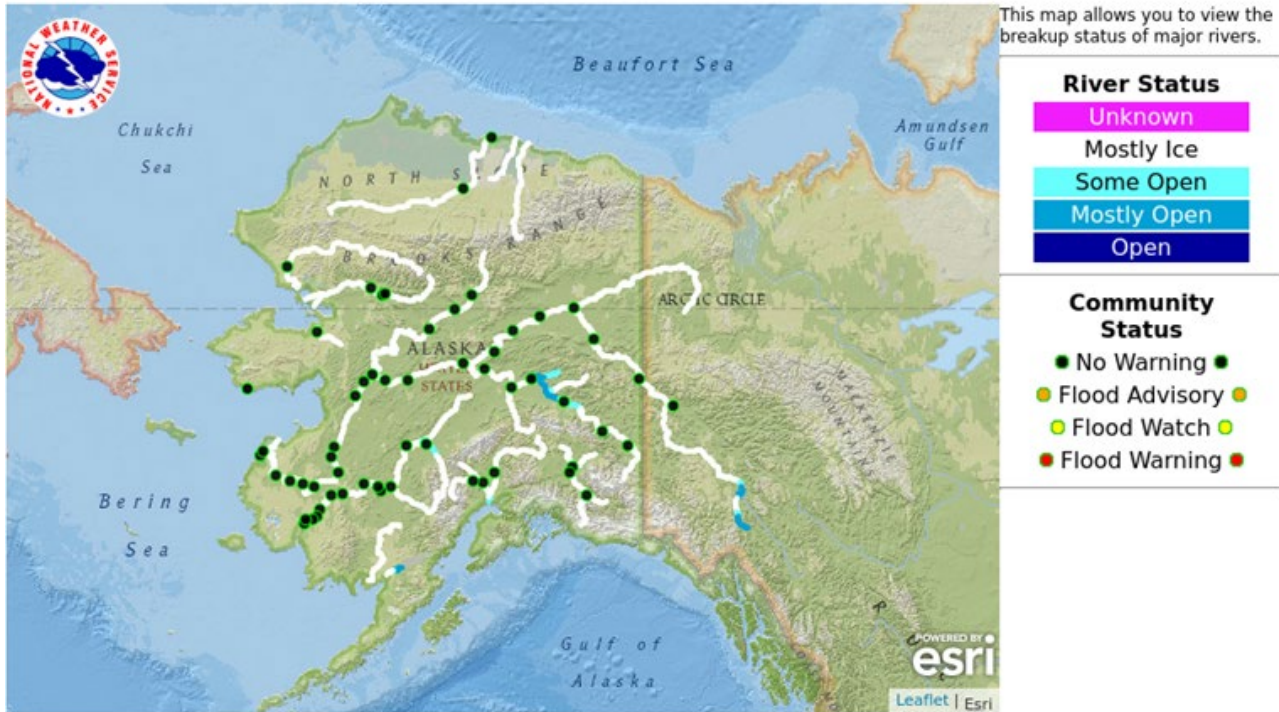 NATIONAL WEATHER SERVICE
Beaufort Sea
Chukchi
Sea
Amundsen
Gulf
NORTH SLOPE
BROOKS RANGE
ARCTIC CIRCLE
ALASKA
STATES
MACKENZIE
MOUNTAINS
Bering
Sea
Gulf of
Alaska
POWERED BY
esri
Leaflet | Esri
This map allows you to view the
breakup status of major rivers.
River Status
Unknown
Mostly Ice
Some Open
Mostly Open
Open
Community
Status
No Warning
Flood Advisory
Flood Watch
Flood Warning